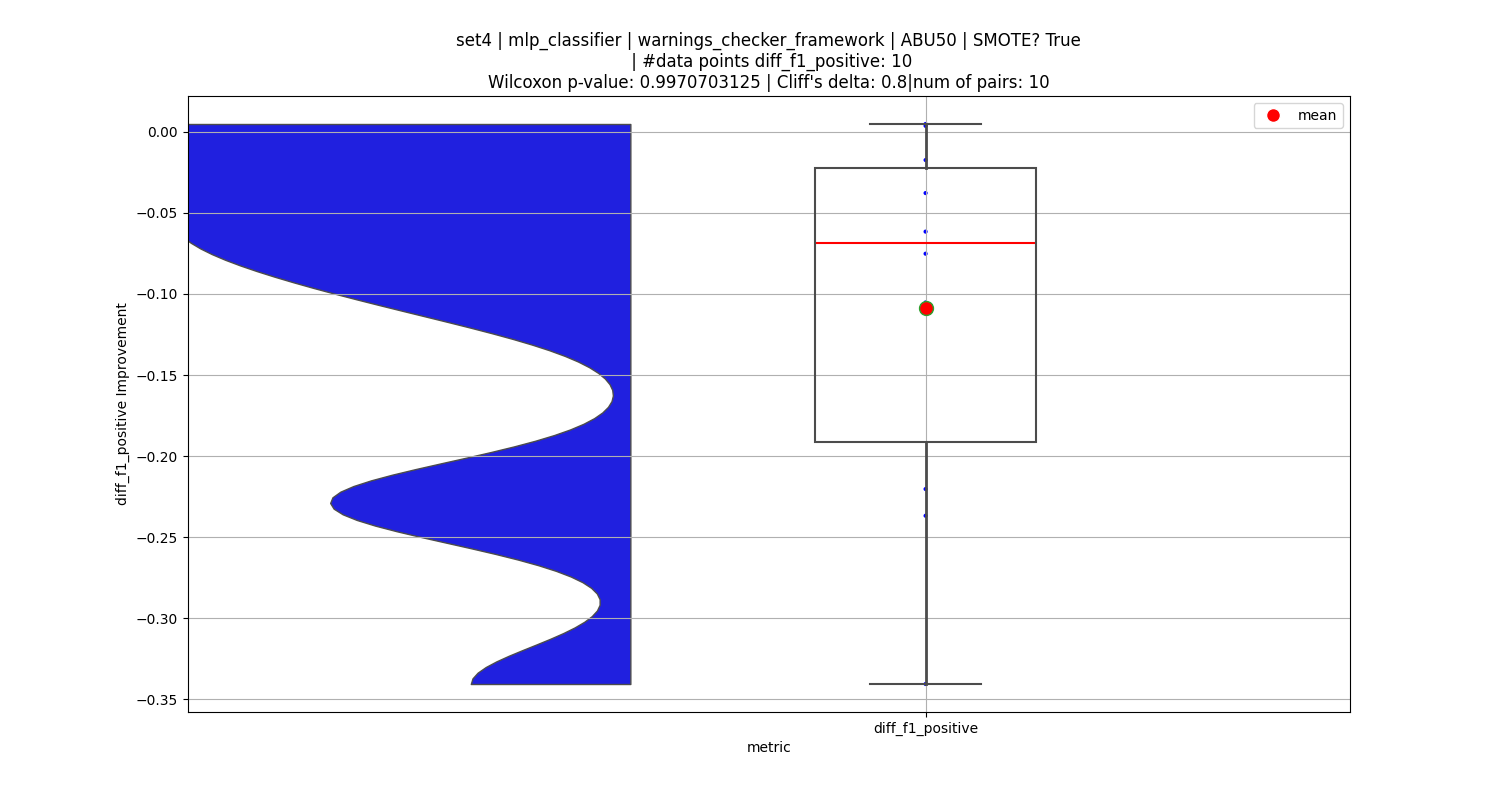 set4 | mlp_classifier | warnings_checker_framework | ABU50 | SMOTE? True
| #data points diff_f1_positive: 10
Wilcoxon p-value: 0.9970703125 | Cliff's delta: 0.8|num of pairs: 10
mean
0.00
−0.05
−0.10
−0.15
−0.20
−0.25
−0.30
−0.35
diff_f1_positive Improvement
diff_f1_positive
metric